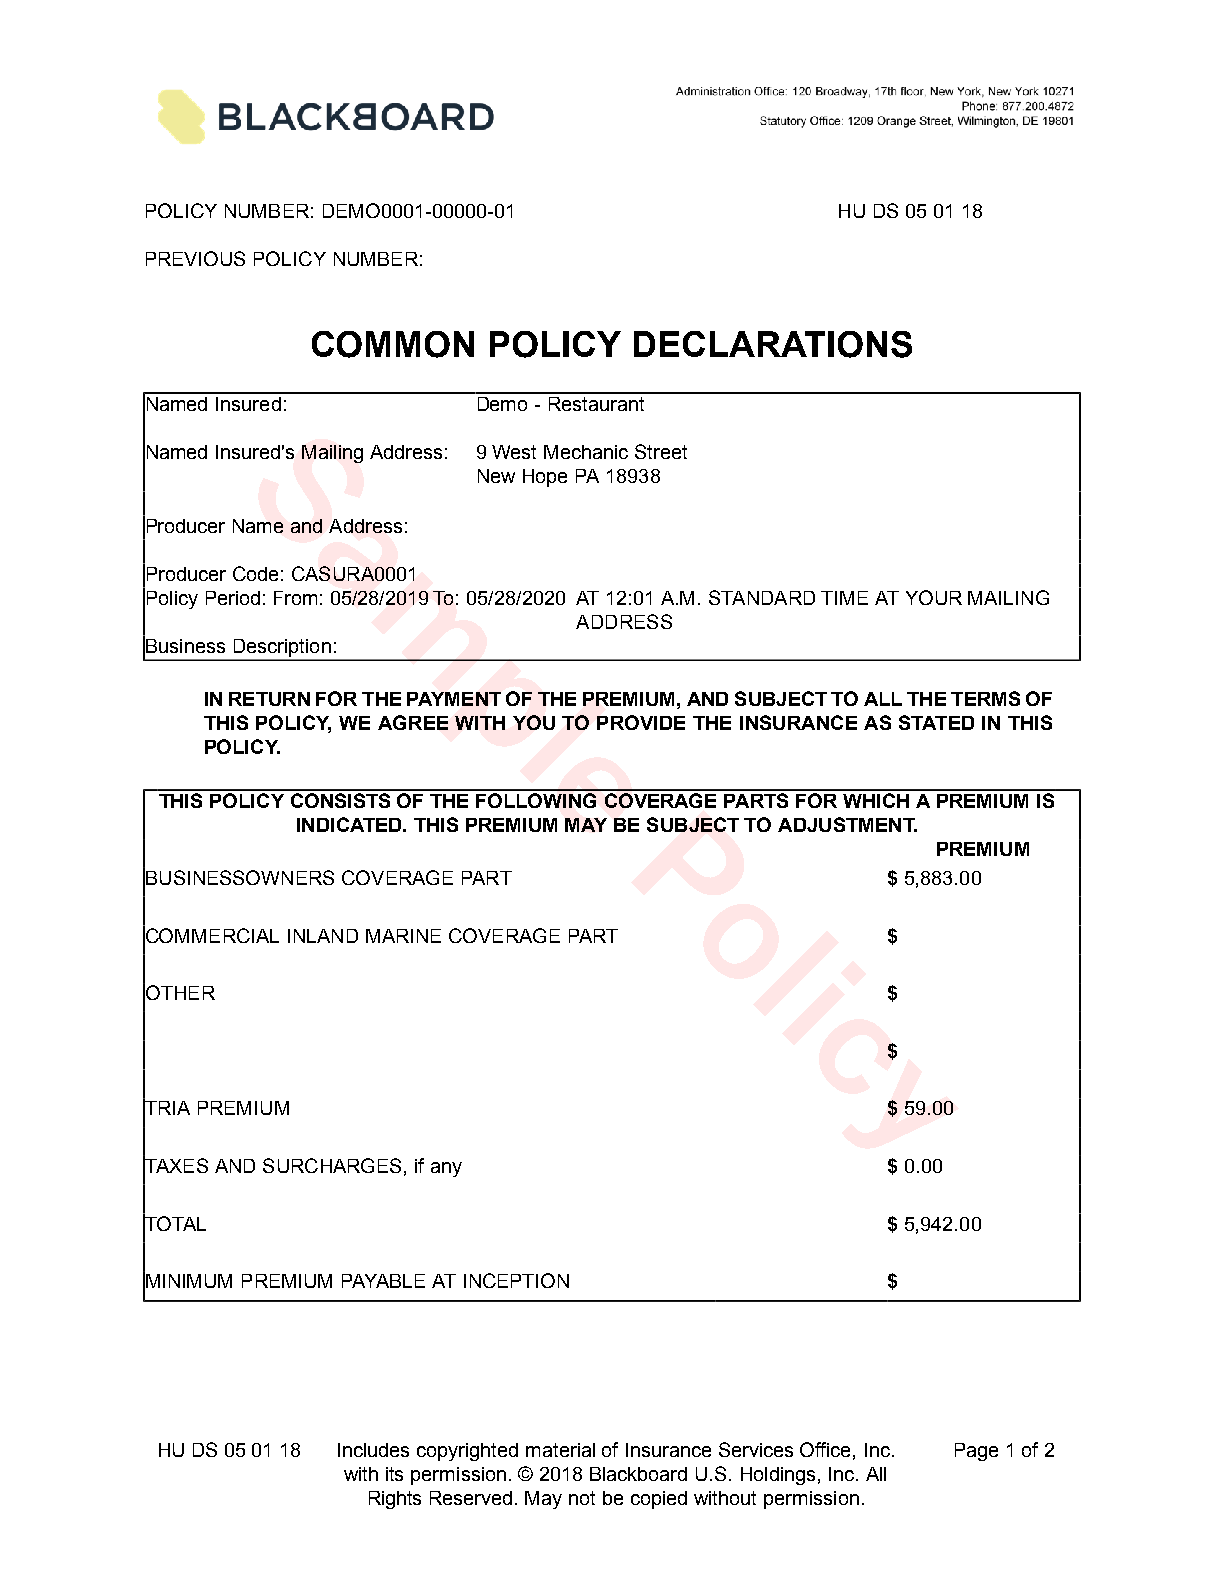 BLACKBOARD
Administration Office: 120 Broadway, 17th floor, New York, New York 10271
Phone: 877.200.4872
Statutory Office: 1209 Orange Street, Wilmington, DE 19801
POLICY NUMBER: DEMO0001-00000-01 HU DS 05 01 18
PREVIOUS POLICY NUMBER:
COMMON POLICY DECLARATIONS
Named Insured: Demo - Restaurant
Named Insured's Mailing Address: 9 West Mechanic Street
New Hope PA 18938
Producer Name and Address:
Producer Code: CASURA0001
Policy Period: From: 05/28/2019 To: 05/28/2020 AT 12:01 A.M. STANDARD TIME AT YOUR MAILING
ADDRESS
Business Description:
IN RETURN FOR THE PAYMENT OF THE PREMIUM, AND SUBJECT TO ALL THE TERMS OF
THIS POLICY, WE AGREE WITH YOU TO PROVIDE THE INSURANCE AS STATED IN THIS
POLICY.
THIS POLICY CONSISTS OF THE FOLLOWING COVERAGE PARTS FOR WHICH A PREMIUM IS
INDICATED. THIS PREMIUM MAY BE SUBJECT TO ADJUSTMENT.
PREMIUM
BUSINESSOWNERS COVERAGE PART $ 5,883.00
COMMERCIAL INLAND MARINE COVERAGE PART $
OTHER $
$
TRIA PREMIUM $ 59.00
TAXES AND SURCHARGES, if any $ 0.00
TOTAL $ 5,942.00
MINIMUM PREMIUM PAYABLE AT INCEPTION $
Sample Policy
HU DS 05 01 18 Includes copyrighted material of Insurance Services Office, Inc. Page 1 of 2
with its permission. © 2018 Blackboard U.S. Holdings, Inc. All
Rights Reserved. May not be copied without permission.